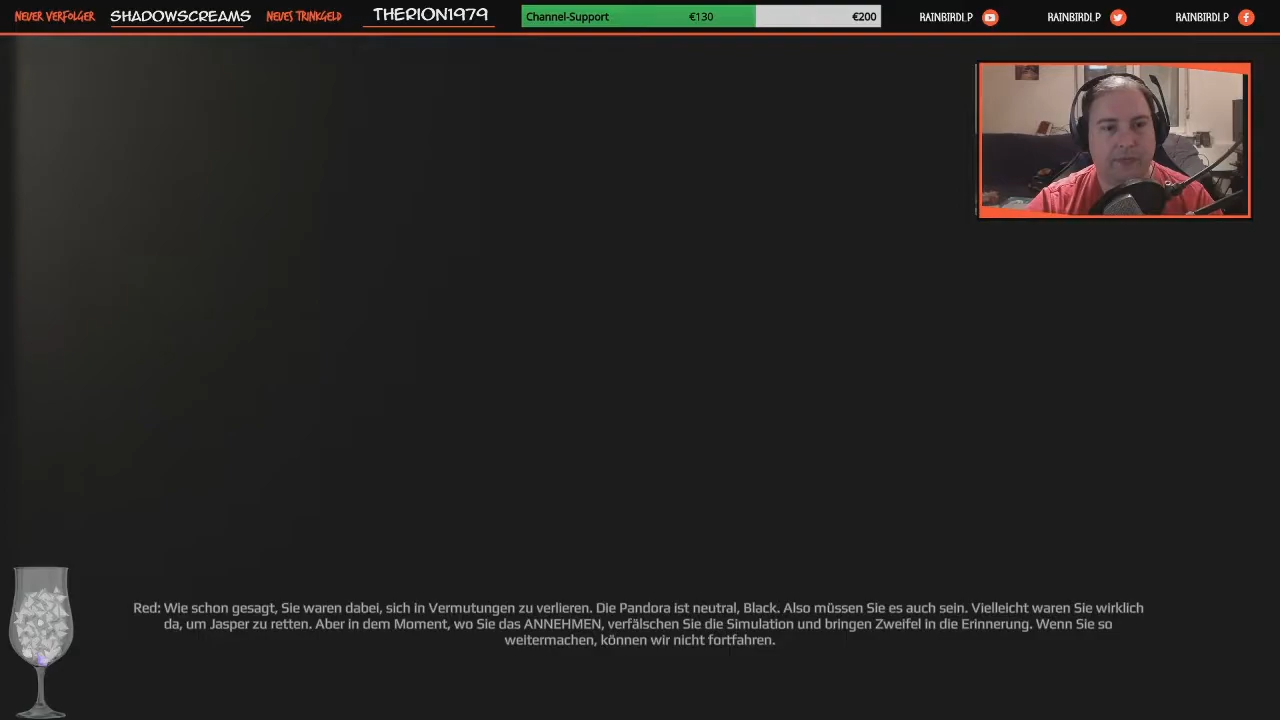 NEUER VERFOLGER SHADOWSCREAMS NEUES TRINKGELD THERION1979 Channel-Support €130 €200 RAINBIRDLP RAINBIRDLP RAINBIRDLP
Red: Wie schon gesagt, Sie waren dabei, sich in Vermutungen zu verlieren. Die Pandora ist neutral, Black. Also müssen Sie es auch sein. Vielleicht waren Sie wirklich
da, um Jasper zu retten. Aber in dem Moment, wo Sie das ANNEHMEN, verfälschen Sie die Simulation und bringen Zweifel in die Erinnerung. Wenn Sie so
weitermachen, können wir nicht fortfahren.